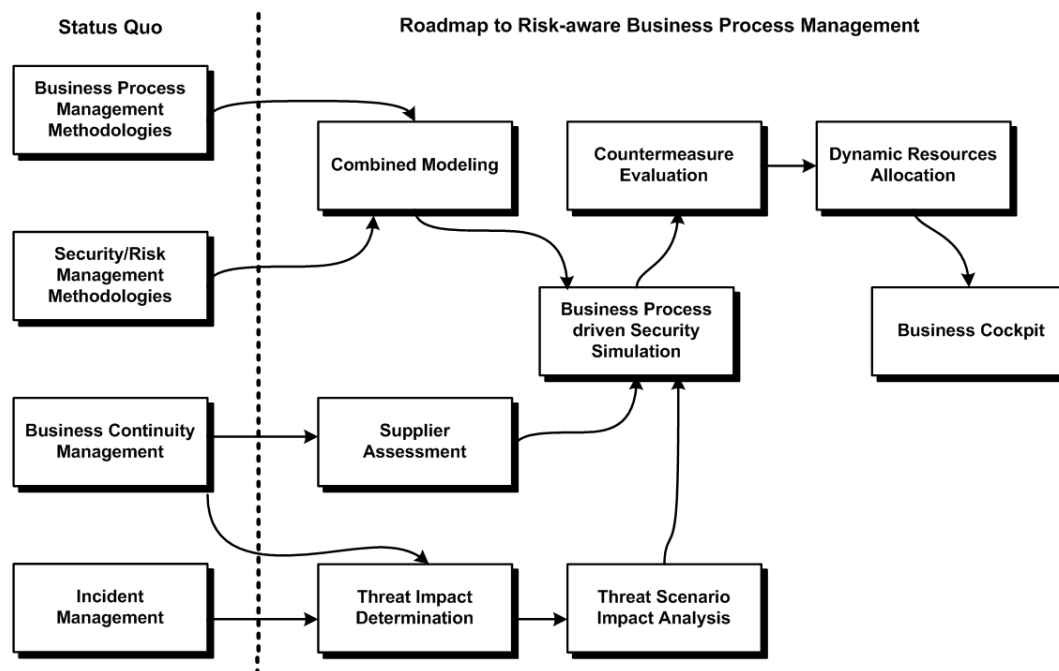 Status Quo
Roadmap to Risk-aware Business Process Management
Business Process
Management
Methodologies
Combined Modeling
Countermeasure
Evaluation
Dynamic Resources
Allocation
Security/Risk
Management
Methodologies
Business Process
driven Security
Simulation
Business Cockpit
Business Continuity
Management
Supplier
Assessment
Incident
Management
Threat Impact
Determination
Threat Scenario
Impact Analysis